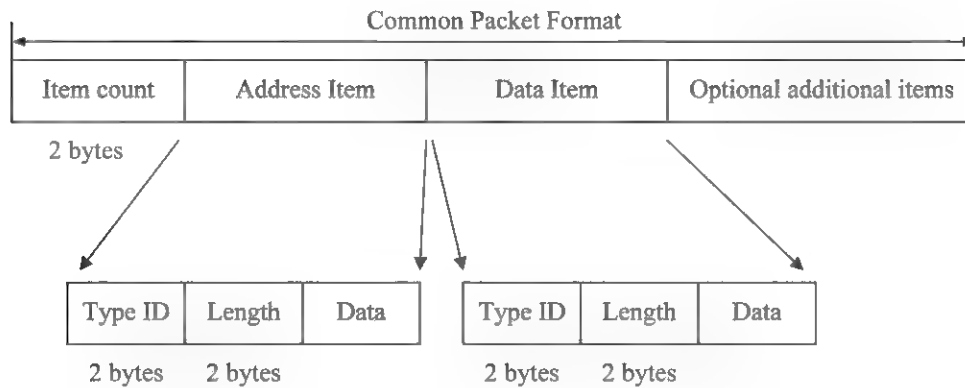 Common Packet Format
Item count Address Item Data Item Optional additional items
2 bytes
Type ID Length Data Type ID Length Data
2 bytes 2 bytes 2 bytes 2 bytes